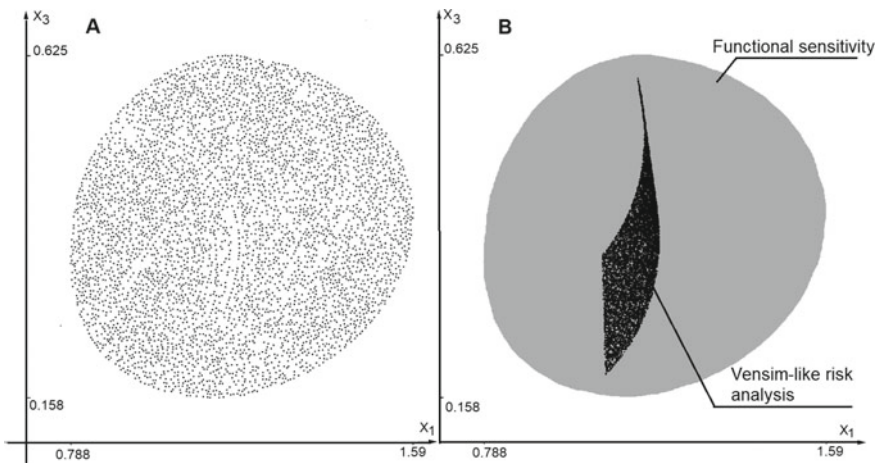 X3
A
0.625
0.158
X1
0.788
1.59
X3
B
0.625
Functional sensitivity
Vensim-like risk
analysis
0.158
X1
0.788
1.59